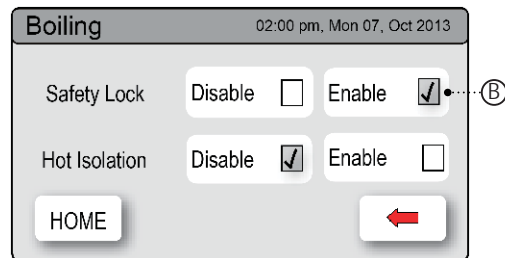 Boiling 02:00 pm, Mon 07, Oct 2013
Safety Lock Disable Enable B
Hot Isolation Disable Enable
HOME